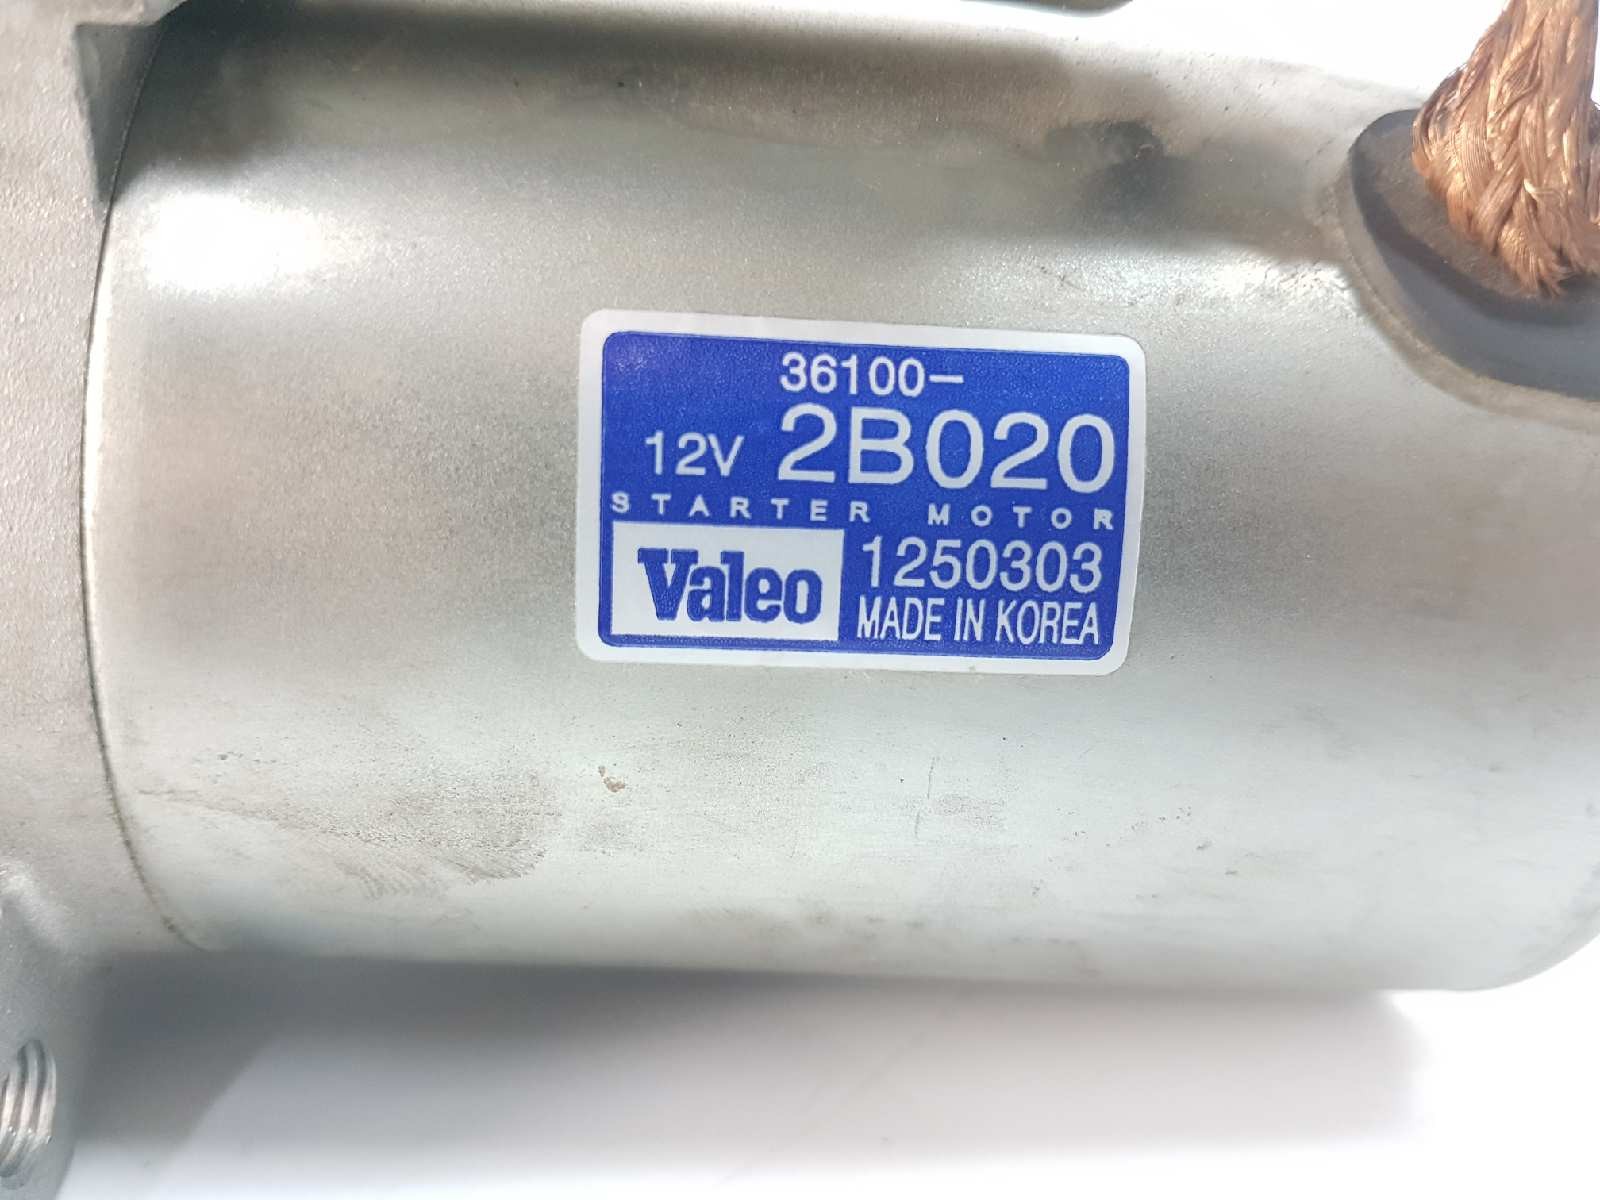 36100-
12V 2B020
STARTER MOTOR
Valeo 1250303
MADE IN KOREA